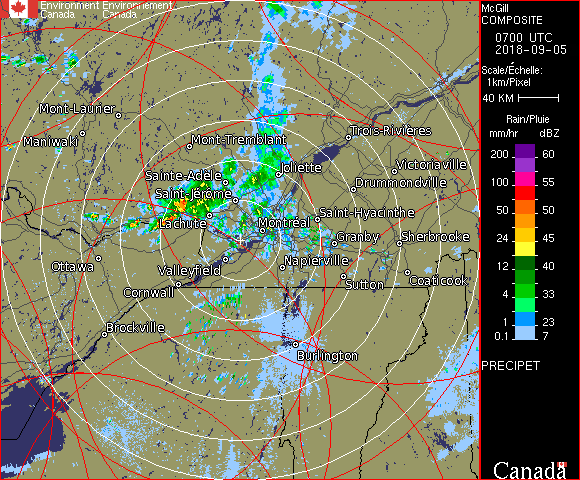 Environment Environnement
Canada Canada
McGill
COMPOSITE
0700 UTC
2018-09-05
Scale/Échelle:
1km/Pixel
40 KM
Rain/Pluie
mm/hr dBZ
200 60
100 55
50 50
24 45
12 40
4 33
1 23
0.1 7
PRECIPET
Canada
Mont-Laurier
Maniwaki
Mont-Tremblant
Trois-Rivières
Sainte-Adèle
Joliette
Victoriaville
Saint-Jérome
Drummondville
Lachute
Montréal
Saint-Hyacinthe
Granby
Sherbrooke
Ottawa
Valleyfield
Napierville
Cornwall
Sutton
Coaticook
Brockville
Burlington